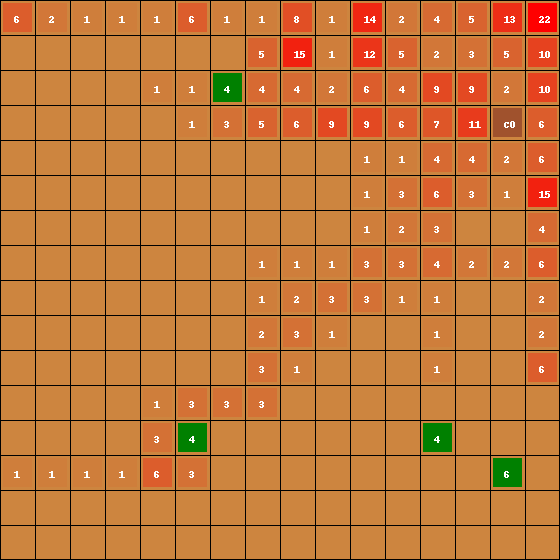 6 2 1 1 1 6 1 1 8 1 14 2 4 5 13 22
5 15 1 12 5 2 3 5 10
1 1 4 4 4 2 6 4 9 9 2 10
1 3 5 6 9 9 6 7 11 c0 6
1 1 4 4 2 6
1 3 6 3 1 15
1 2 3 4
1 1 1 3 3 4 2 2 6
1 2 3 3 1 1 2
2 3 1 1 2
3 1 1 6
1 3 3 3
3 4 4
1 1 1 1 6 3 6